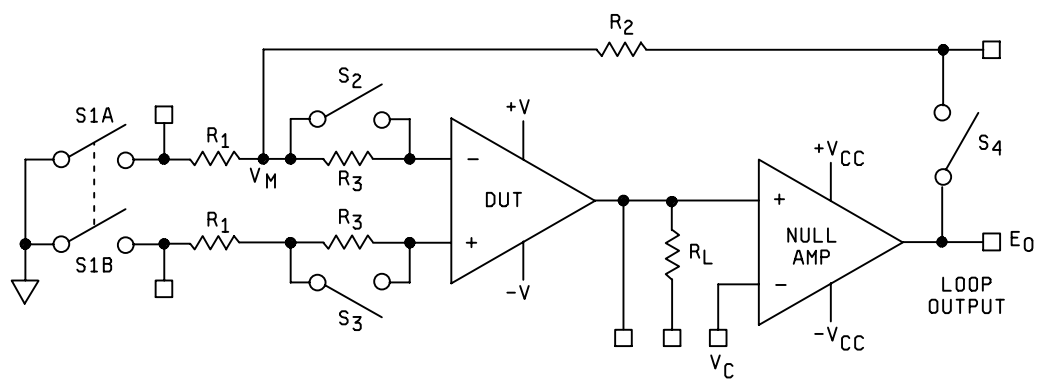 R2
S2
S1A
+V
R1
S4
+VCC
VM
R3
−
DUT
+
R3
R1
NULL
AMP
E0
+
S1B
RL
LOOP
OUTPUT
−
−V
S3
−VCC
VC